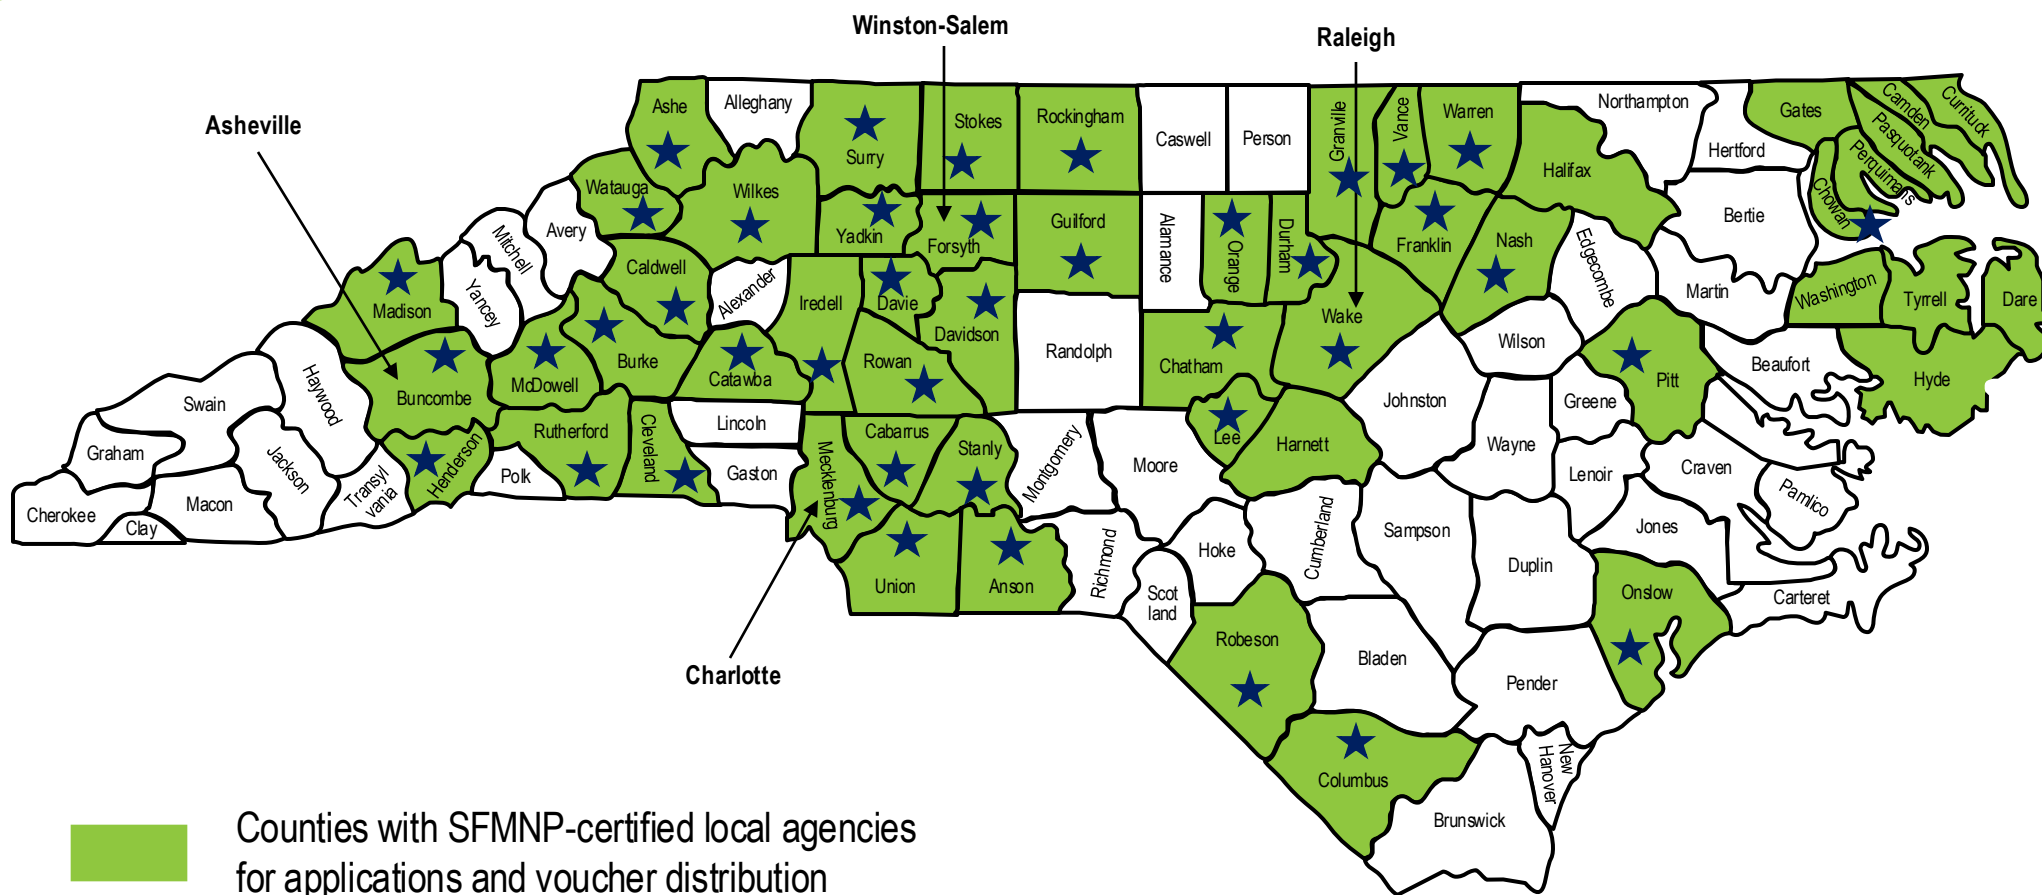 Winston-Salem
Raleigh
Asheville
Charlotte
Ashe
Alleghany
Surry
Stokes
Rockingham
Caswell
Person
Granville
Vance
Warren
Northampton
Hertford
Gates
Camden
Currituck
Pasquotank
Perquimans
Chowan
Halifax
Bertie
Watauga
Wilkes
Yadkin
Forsyth
Guilford
Alamance
Orange
Durham
Franklin
Nash
Edgecombe
Martin
Washington
Tyrrell
Dare
Avery
Mitchell
Yancey
Madison
Caldwell
Alexander
Iredell
Davie
Davidson
Randolph
Chatham
Wake
Wilson
Pitt
Beaufort
Hyde
Haywood
Buncombe
McDowell
Burke
Catawba
Rowan
Lee
Harnett
Johnston
Greene
Wayne
Swain
Graham
Jackson
Henderson
Transyl
vania
Polk
Rutherford
Cleveland
Lincoln
Gaston
Mecklenburg
Cabarrus
Stanly
Montgomery
Moore
Lenoir
Craven
Pamlico
Cherokee
Clay
Macon
Union
Anson
Richmond
Scot
land
Hoke
Cumberland
Sampson
Duplin
Jones
Onslow
Carteret
Robeson
Bladen
Pender
Columbus
New
Hanover
Brunswick
Counties with SFMNP-certified local agencies
for applications and voucher distribution